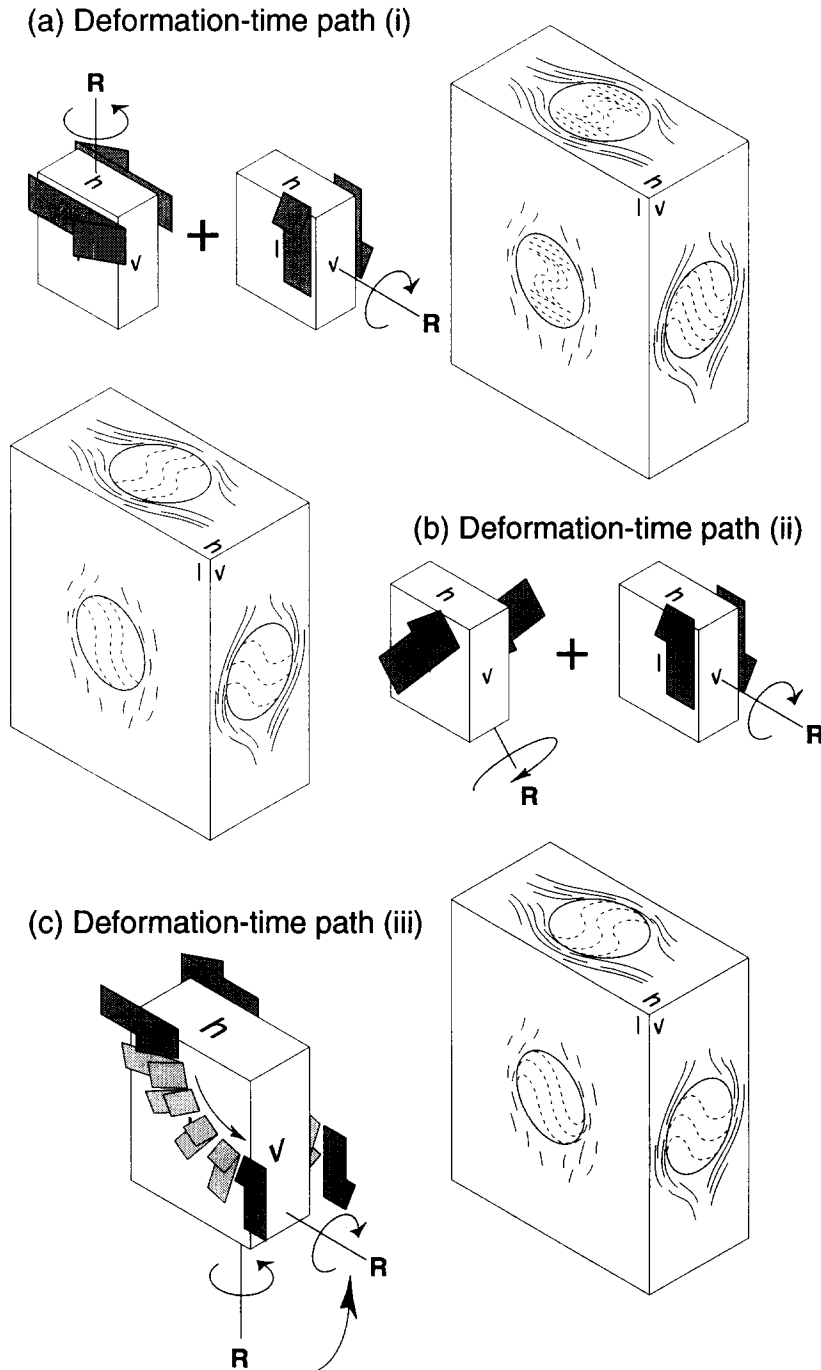 (a) Deformation-time path (i)
R
h
v
+
h
l
v
R
h
l v
h
l v
(b) Deformation-time path (ii)
h
v
R
+
h
l
v
R
(c) Deformation-time path (iii)
h
v
R
R
h
l v